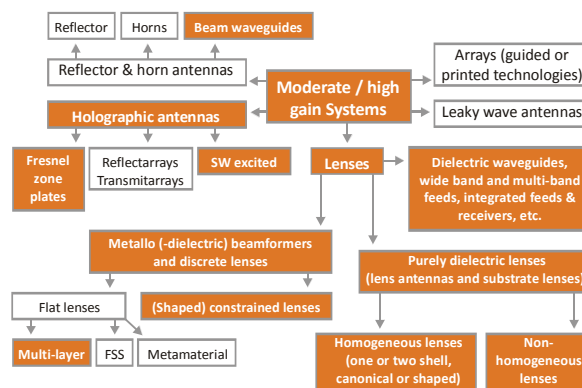 Reflector
Horns
Beam waveguides
Reflector & horn antennas
Moderate / high
gain Systems
Arrays (guided or
printed technologies)
Leaky wave antennas
Holographic antennas
Fresnel
zone
plates
Reflectarrays
Transmitarrays
SW excited
Lenses
Dielectric waveguides,
wide band and multi-band
feeds, integrated feeds &
receivers, etc.
Metallo (-dielectric) beamformers
and discrete lenses
Purely dielectric lenses
(lens antennas and substrate lenses)
Flat lenses
(Shaped) constrained lenses
Multi-layer
FSS
Metamaterial
Homogeneous lenses
(one or two shell,
canonical or shaped)
Non-
homogeneous
lenses